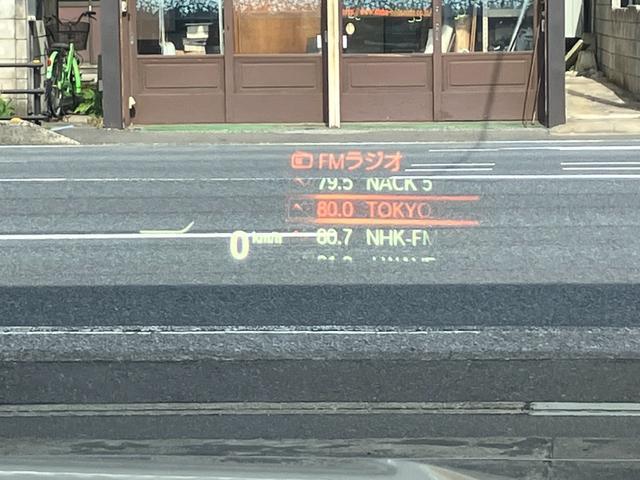 FMラジオ
79.5 NACK 5
80.0 TOKYO
0 km/h
80.7 NHK-FM